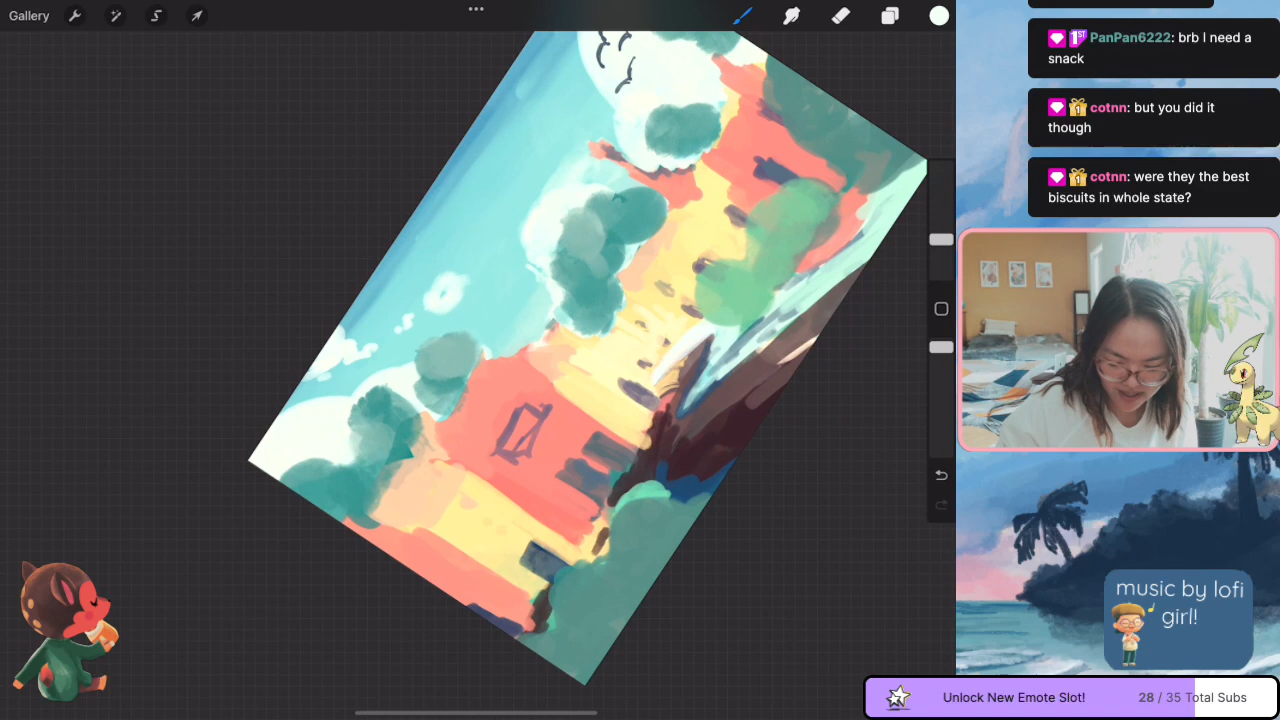 Gallery
PanPan6222: brb I need a
snack
cotnn: but you did it
though
cotnn: were they the best
biscuits in whole state?
music by lofi
girl!
Unlock New Emote Slot! 28 / 35 Total Subs